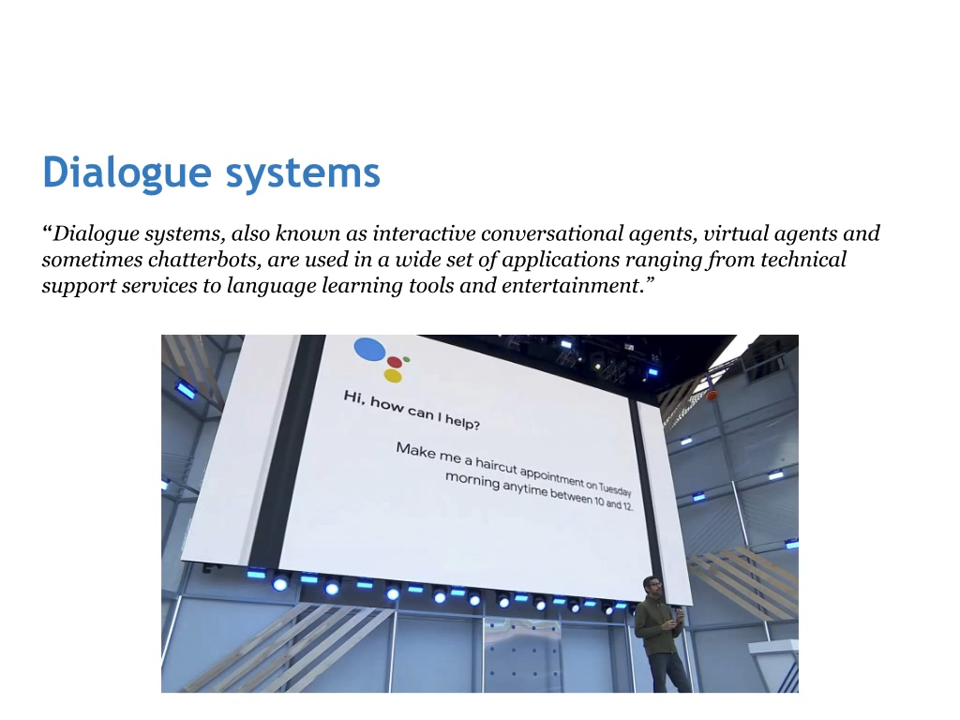 Dialogue systems
“Dialogue systems, also known as interactive conversational agents, virtual agents and
sometimes chatterbots, are used in a wide set of applications ranging from technical
support services to language learning tools and entertainment.”
Hi, how can I help?
Make me a haircut appointment on Tuesday
morning anytime between 10 and 12.